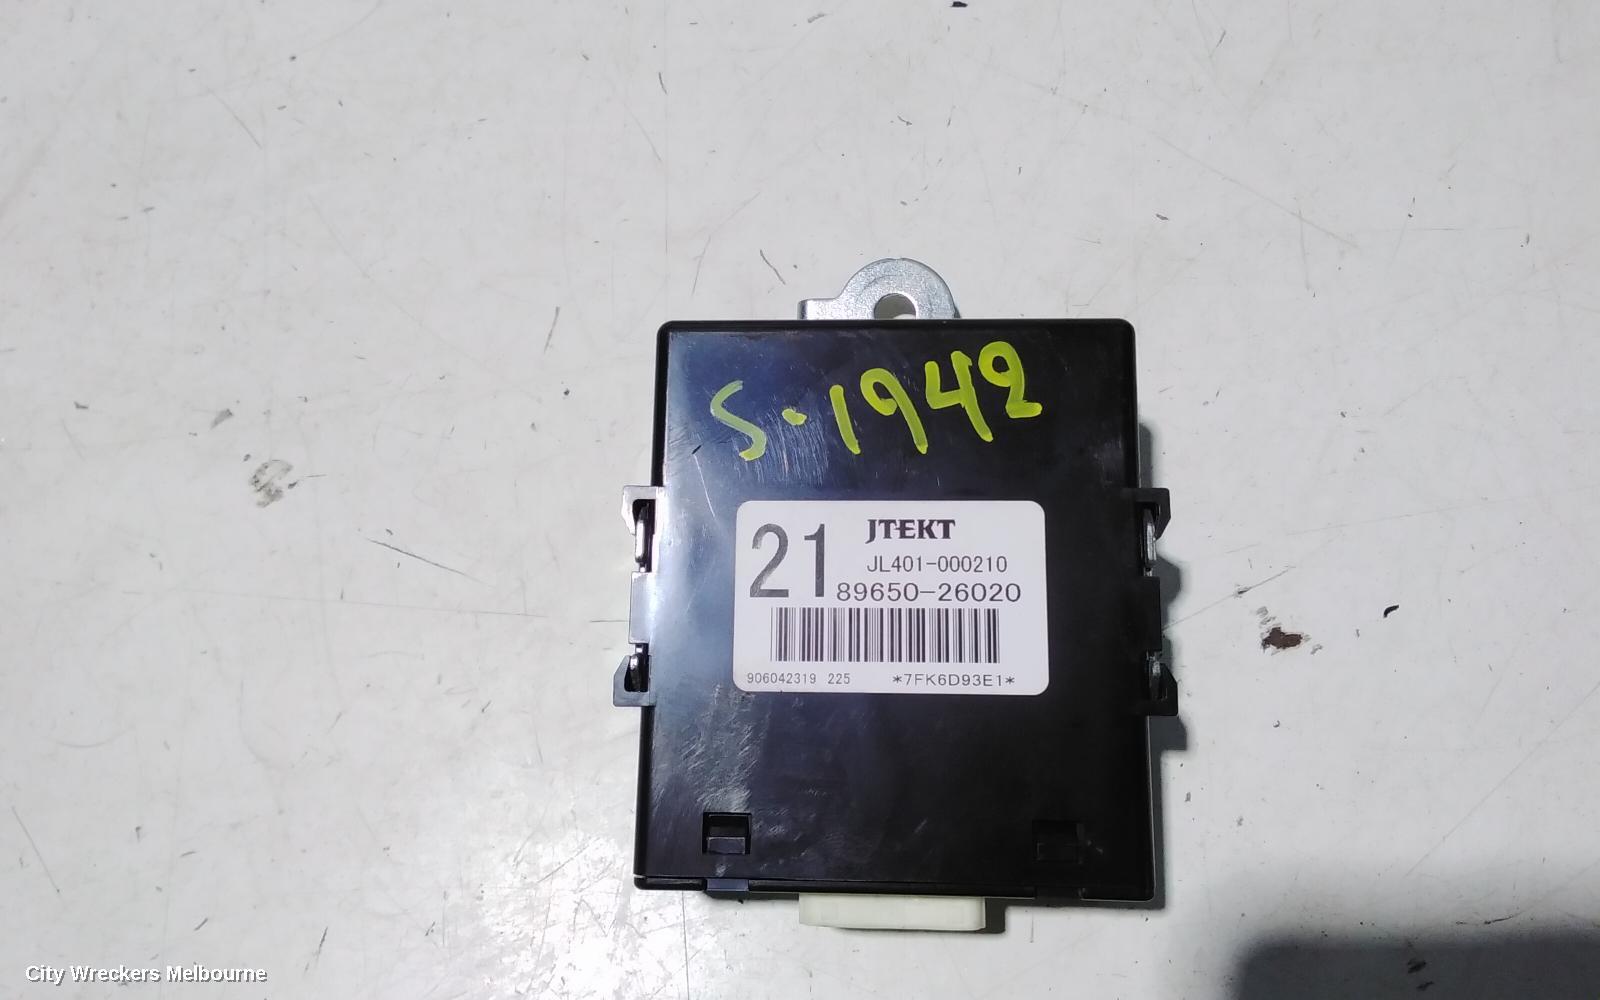 S-1942
21
JTEKT
JL401-000210
89650-26020
906042319 225 *7FK6D93E1*
City Wreckers Melbourne